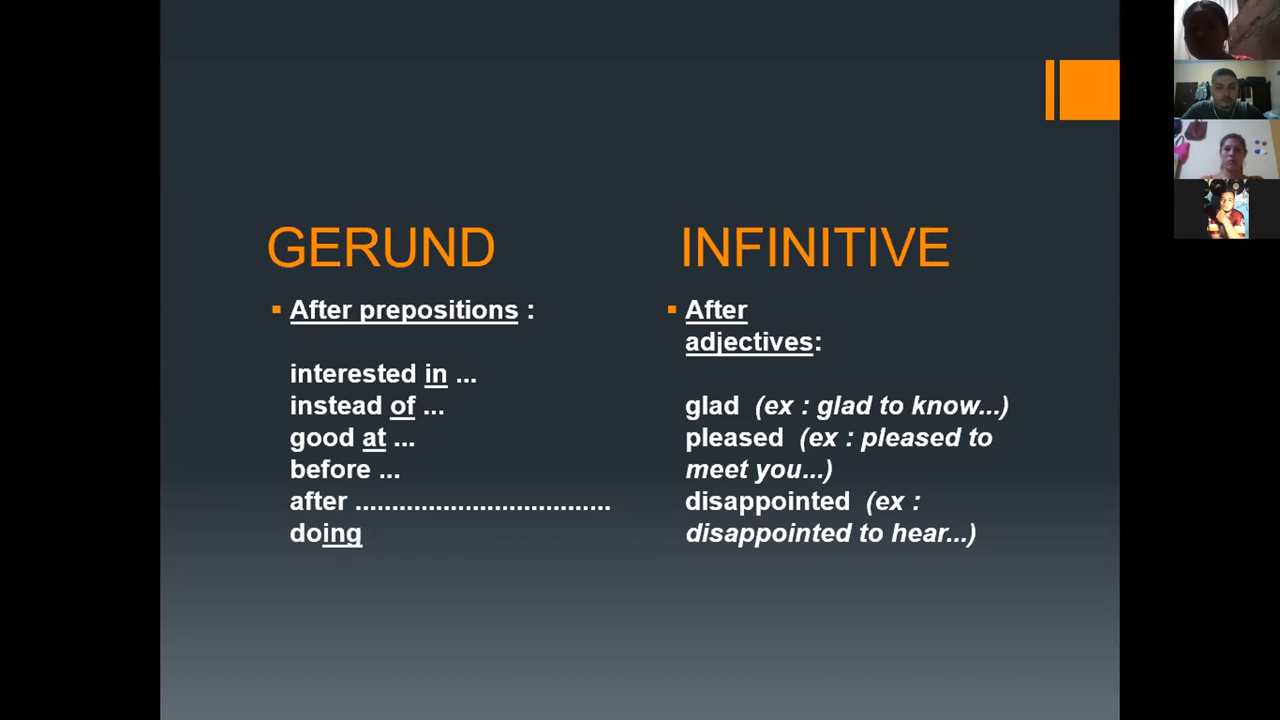 GERUND
After prepositions :
interested in ...
instead of ...
good at ...
before ...
after ...................................
doing
INFINITIVE
After
adjectives:
glad (ex : glad to know...)
pleased (ex : pleased to
meet you...)
disappointed (ex :
disappointed to hear...)